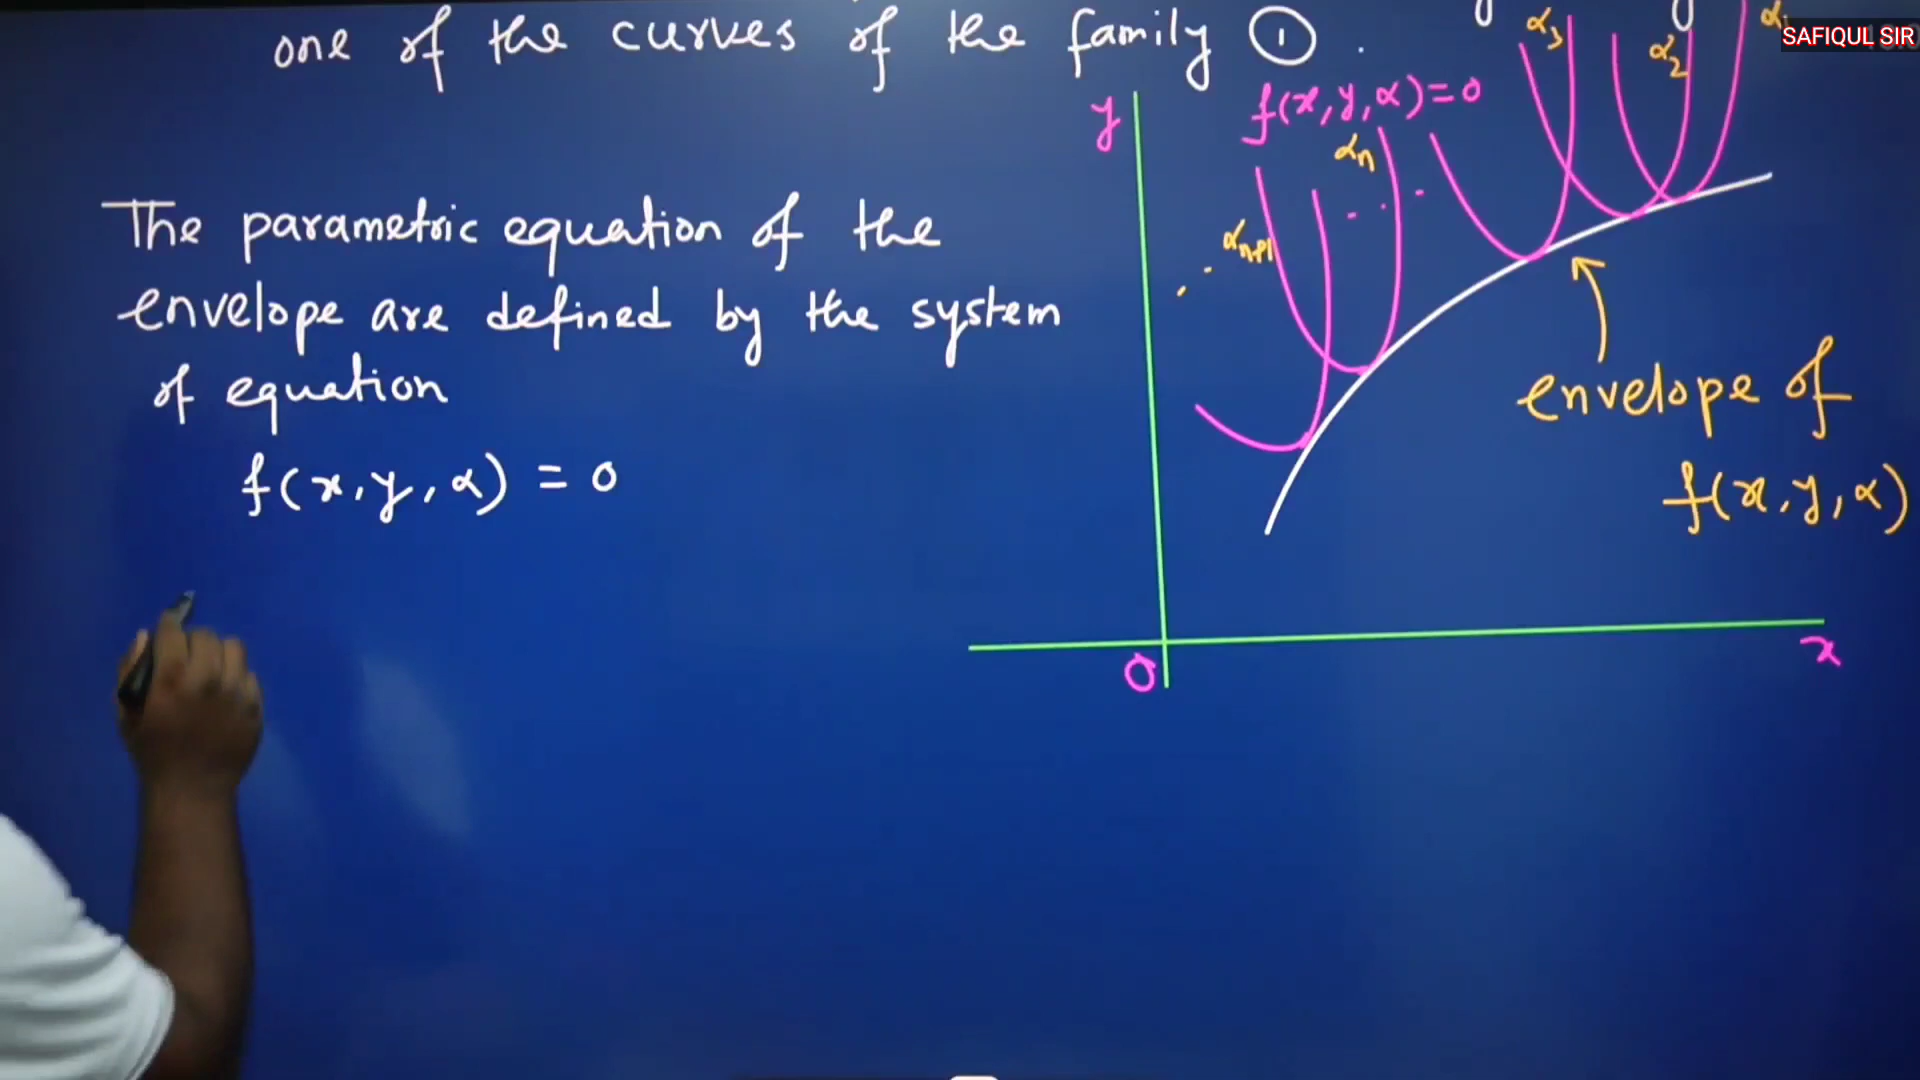 one of the curves of the family ①.
SAFIQUL SIR
The parametric equation of the
envelope are defined by the system
of equation
f(x,y,α) = 0
y
f(x,y,α)=0
α3
α2
αn
αn+1
envelope of
f(x,y,α)
O
x